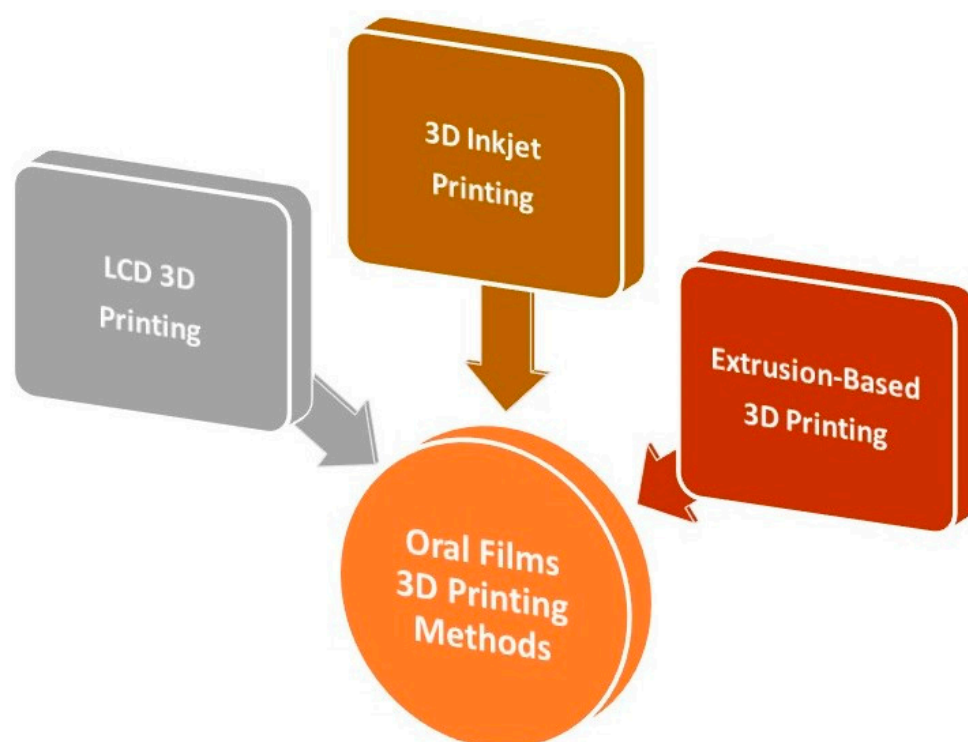 3D Inkjet
Printing
LCD 3D
Printing
Extrusion-Based
3D Printing
Oral Films
3D Printing
Methods